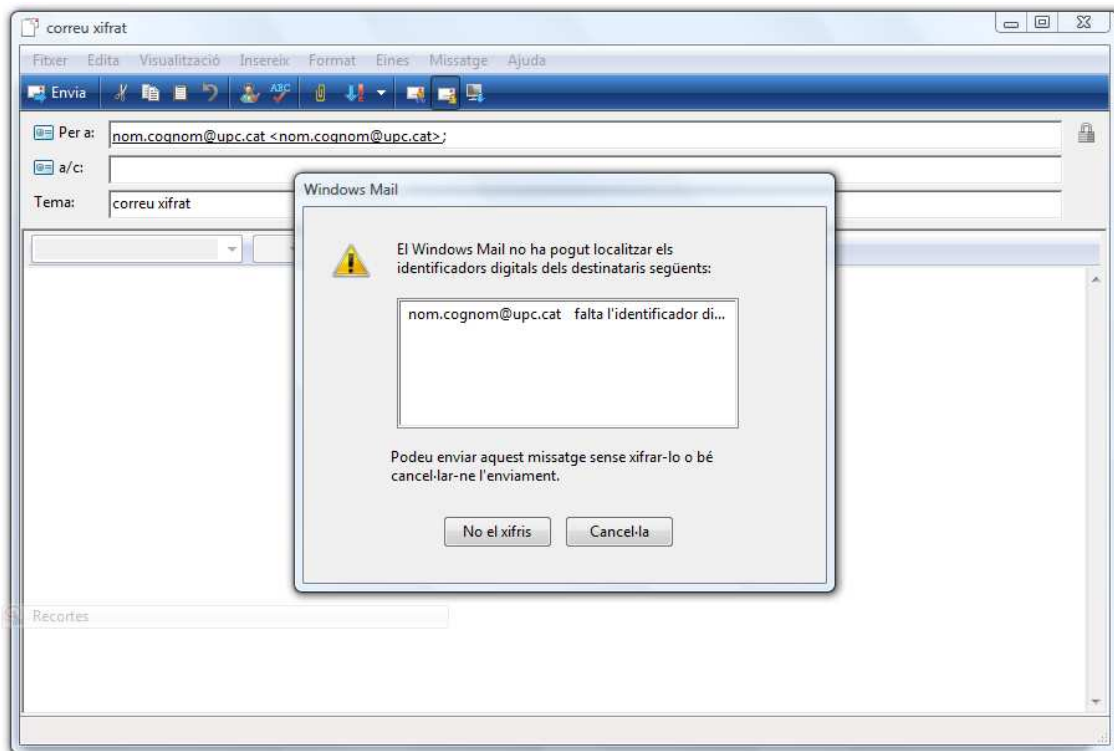 correu xifrat
Fitxer Edita Visualització Insereix Format Eines Missatge Ajuda
Envia ABC
Per a: nom.cognom@upc.cat <nom.cognom@upc.cat>;
a/c:
Tema: correu xifrat
Windows Mail
El Windows Mail no ha pogut localitzar els
identificadors digitals dels destinataris següents:
nom.cognom@upc.cat falta l'identificador di...
Podeu enviar aquest missatge sense xifrar-lo o bé
cancel·lar-ne l'enviament.
No el xifris Cancel·la
Recortes